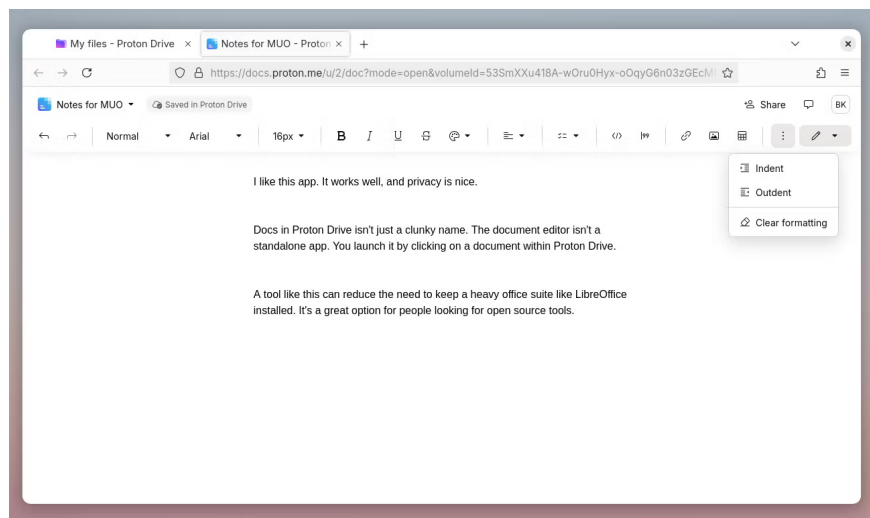 My files - Proton Drive
Notes for MUO - Proton
https://docs.proton.me/u/2/doc?mode=open&volumeId=53SmXXu418A-wOru0Hyx-oOqyG6n03zGEcM
Notes for MUO
Saved in Proton Drive
Share
BK
Normal
Arial
16px
B
I
U
S
Indent
Outdent
Clear formatting
I like this app. It works well, and privacy is nice.
Docs in Proton Drive isn't just a clunky name. The document editor isn't a
standalone app. You launch it by clicking on a document within Proton Drive.
A tool like this can reduce the need to keep a heavy office suite like LibreOffice
installed. It's a great option for people looking for open source tools.